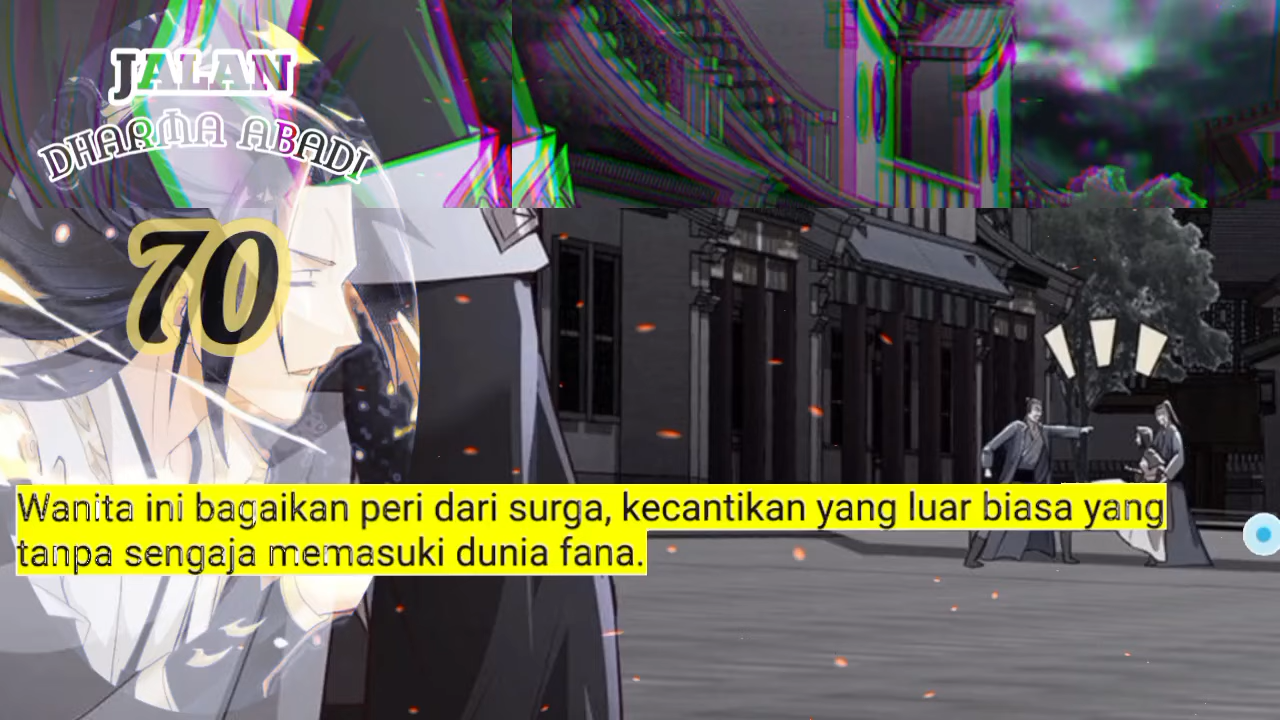 JALAN
DHARMA ABADI
70
Wanita ini bagaikan peri dari surga, kecantikan yang luar biasa yang
tanpa sengaja memasuki dunia fana.